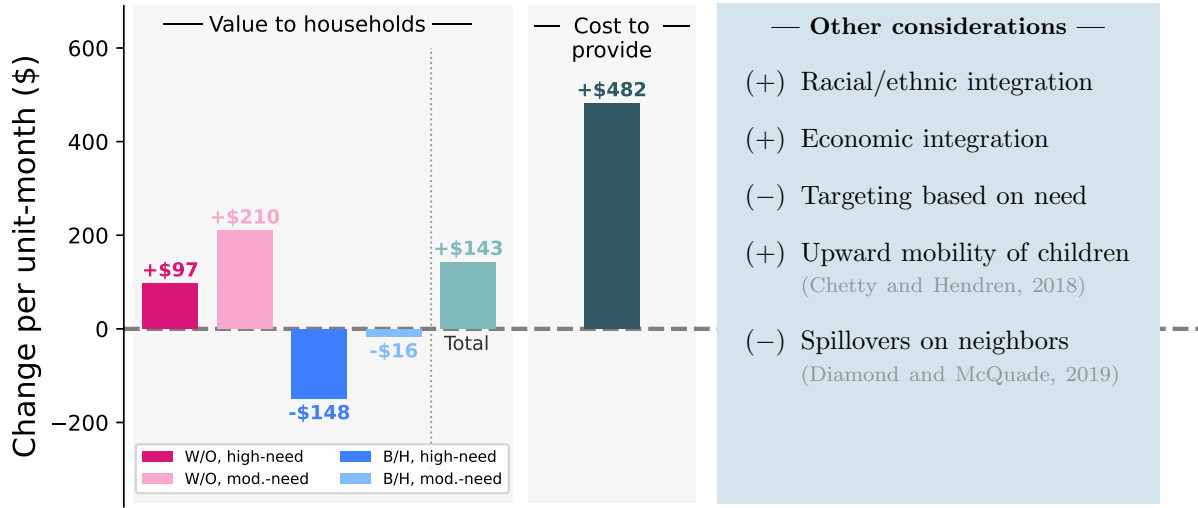 Change per unit-month ($)
600
400
200
0
−200
Value to households
+$97
+$210
-$148
-$16
+$143
Total
W/O, high-need
W/O, mod.-need
B/H, high-need
B/H, mod.-need
Cost to
provide
+$482
Other considerations
(+) Racial/ethnic integration
(+) Economic integration
(−) Targeting based on need
(+) Upward mobility of children
(Chetty and Hendren, 2018)
(−) Spillovers on neighbors
(Diamond and McQuade, 2019)